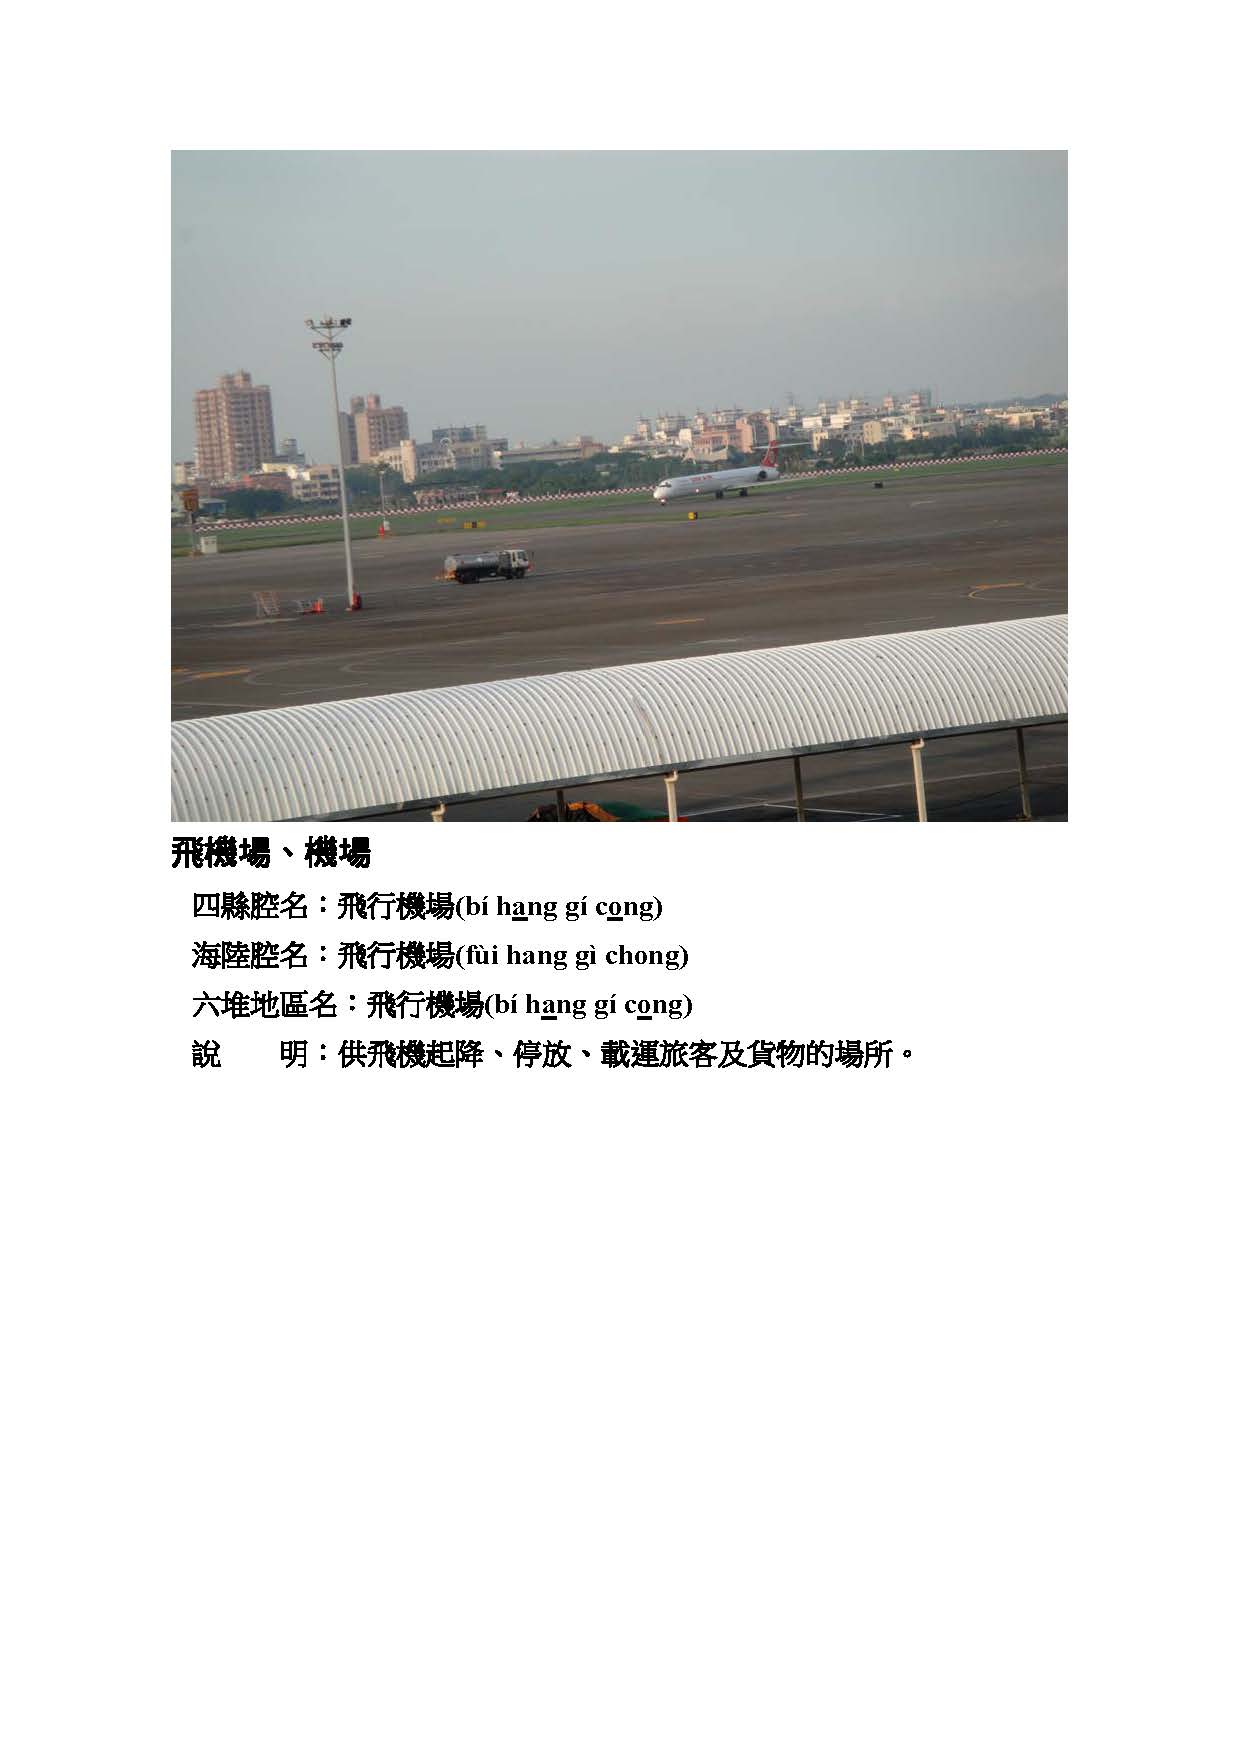 飛機場、機場
四縣腔名：飛行機場(bí hang gí cong)
海陸腔名：飛行機場(fùi hang gì chong)
六堆地區名：飛行機場(bí hang gí cong)
說　　明：供飛機起降、停放、載運旅客及貨物的場所。